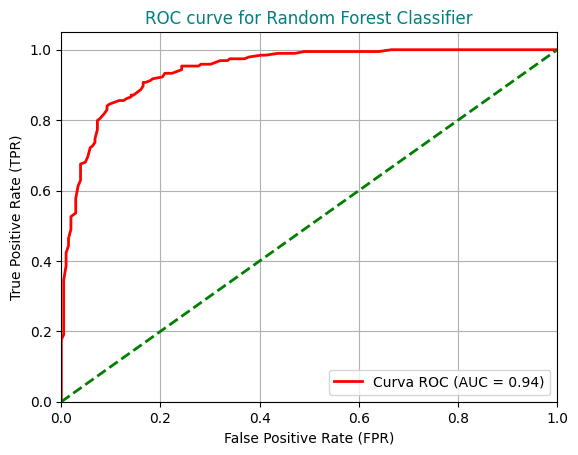 ROC curve for Random Forest Classifier
True Positive Rate (TPR)
1.0
0.8
0.6
0.4
0.2
0.0
Curva ROC (AUC = 0.94)
0.0 0.2 0.4 0.6 0.8 1.0
False Positive Rate (FPR)